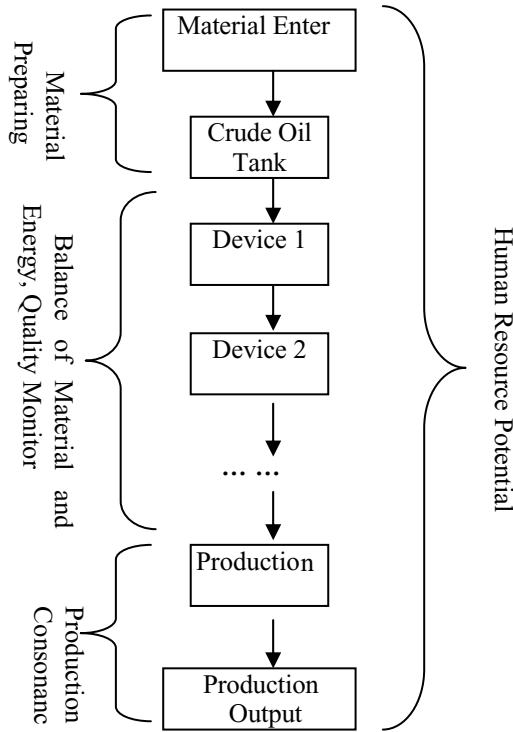 Material Enter
Material
Preparing
Crude Oil
Tank
Device 1
Balance of Material and
Energy, Quality Monitor
Device 2
... ...
Human Resource Potential
Production
Production
Consonanc
Production
Output